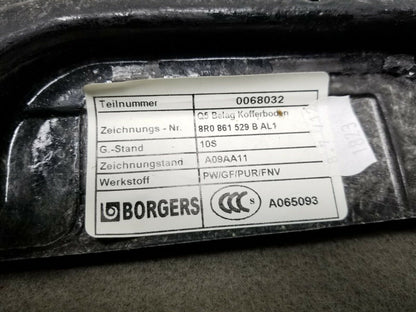 Teilnummer 0068032
Q5 Belag Kofferboden
Zeichnungs - Nr. 8R0 861 529 B AL1
G.-Stand 10S
Zeichnungstand A09AA11
Werkstoff PW/GF/PUR/FNV
BORGERS CCC S A065093